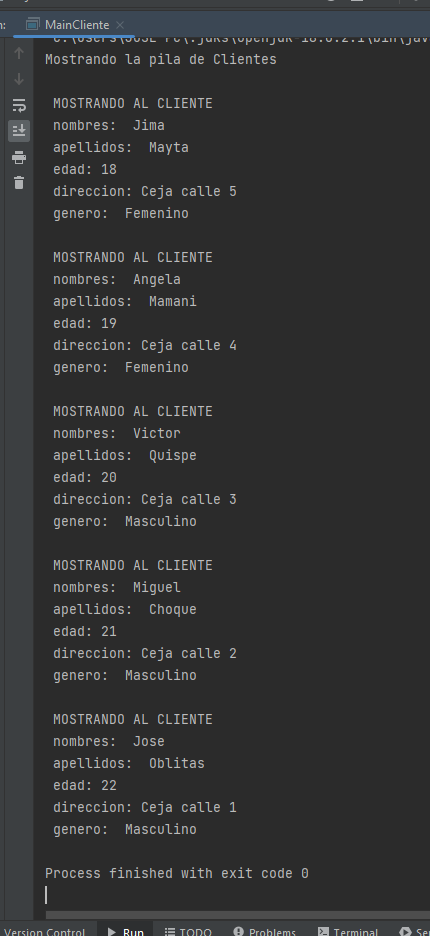 MainCliente
Mostrando la pila de Clientes
MOSTRANDO AL CLIENTE
nombres:  Jima
apellidos:  Mayta
edad: 18
direccion: Ceja calle 5
genero:  Femenino
MOSTRANDO AL CLIENTE
nombres:  Angela
apellidos:  Mamani
edad: 19
direccion: Ceja calle 4
genero:  Femenino
MOSTRANDO AL CLIENTE
nombres:  Victor
apellidos:  Quispe
edad: 20
direccion: Ceja calle 3
genero:  Masculino
MOSTRANDO AL CLIENTE
nombres:  Miguel
apellidos:  Choque
edad: 21
direccion: Ceja calle 2
genero:  Masculino
MOSTRANDO AL CLIENTE
nombres:  Jose
apellidos:  Oblitas
edad: 22
direccion: Ceja calle 1
genero:  Masculino
Process finished with exit code 0
Version Control Run TODO Problems Terminal